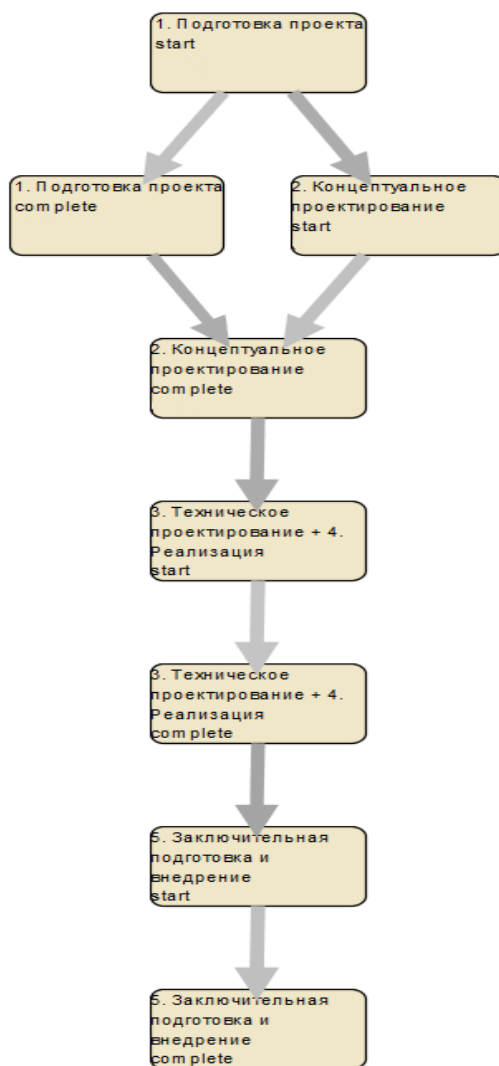 1. Подготовка проекта
start
1. Подготовка проекта
complete
2. Концептуальное
проектирование
start
2. Концептуальное
проектирование
complete
3. Техническое
проектирование + 4.
Реализация
start
3. Техническое
проектирование + 4.
Реализация
complete
5. Заключительная
подготовка и
внедрение
start
5. Заключительная
подготовка и
внедрение
complete